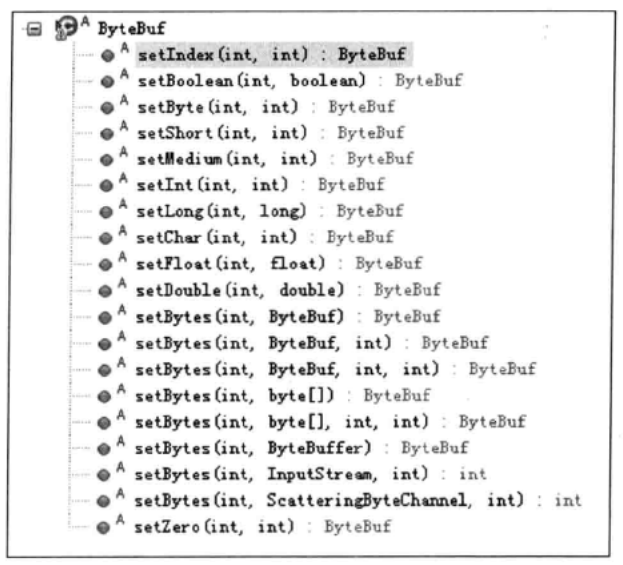 ByteBuf
setIndex(int, int) : ByteBuf
setBoolean(int, boolean) : ByteBuf
setByte(int, int) : ByteBuf
setShort(int, int) : ByteBuf
setMedium(int, int) : ByteBuf
setInt(int, int) : ByteBuf
setLong(int, long) : ByteBuf
setChar(int, int) : ByteBuf
setFloat(int, float) : ByteBuf
setDouble(int, double) : ByteBuf
setBytes(int, ByteBuf) : ByteBuf
setBytes(int, ByteBuf, int) : ByteBuf
setBytes(int, ByteBuf, int, int) : ByteBuf
setBytes(int, byte[]) : ByteBuf
setBytes(int, byte[], int, int) : ByteBuf
setBytes(int, ByteBuffer) : ByteBuf
setBytes(int, InputStream, int) : int
setBytes(int, ScatteringByteChannel, int) : int
setZero(int, int) : ByteBuf